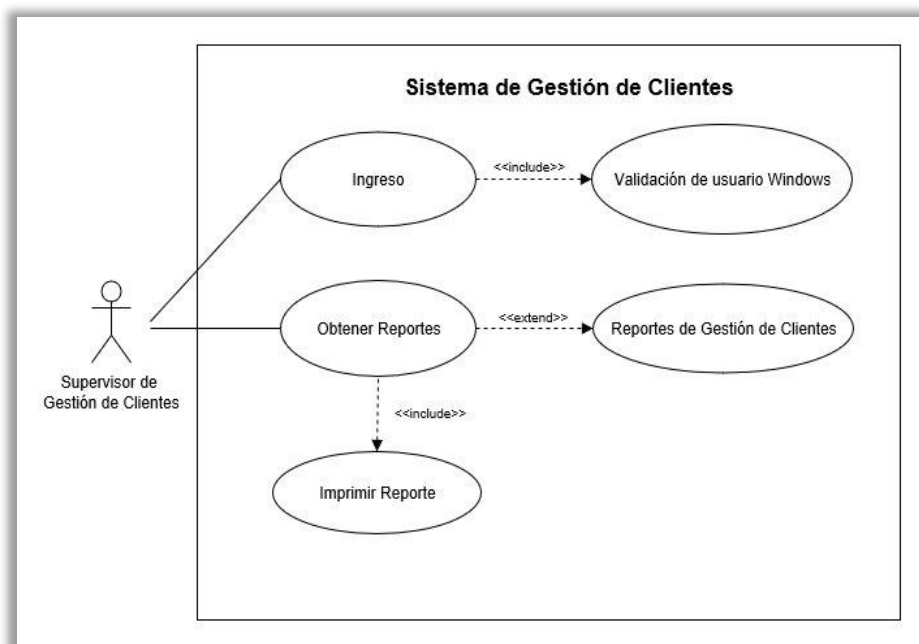 Sistema de Gestión de Clientes
Ingreso
<<include>>
Validación de usuario Windows
Obtener Reportes
<<extend>>
Reportes de Gestión de Clientes
Supervisor de
Gestión de Clientes
<<include>>
Imprimir Reporte